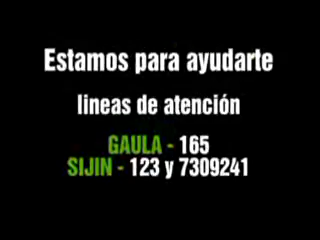 Estamos para ayudarte
lineas de atención
GAULA - 165
SIJIN - 123 y 7309241